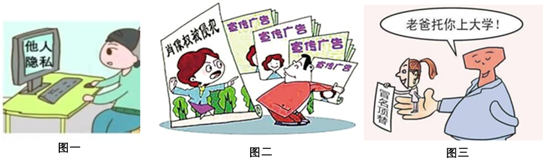 他人
隐私
肖像权被侵犯
宣传广告
宣传广告
宣传广告
宣传广告
老爸托你上大学！
冒名顶替
图一
图二
图三